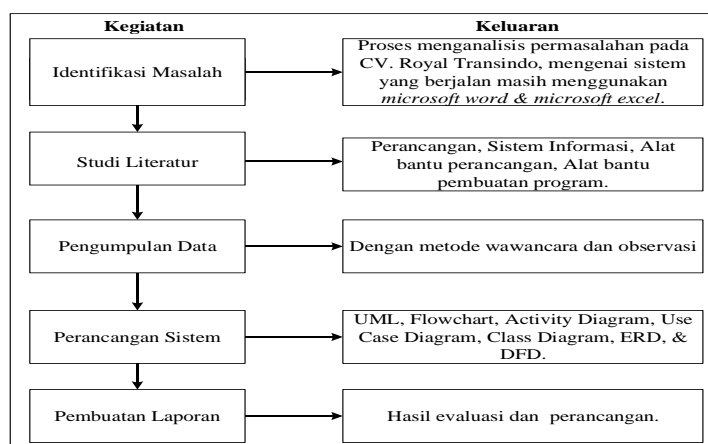 Kegiatan
Keluaran
Identifikasi Masalah
Proses menganalisis permasalahan pada
CV. Royal Transindo, mengenai sistem
yang berjalan masih menggunakan
microsoft word & microsoft excel.
Studi Literatur
Perancangan, Sistem Informasi, Alat
bantu perancangan, Alat bantu
pembuatan program.
Pengumpulan Data
Dengan metode wawancara dan observasi
Perancangan Sistem
UML, Flowchart, Activity Diagram, Use
Case Diagram, Class Diagram, ERD, &
DFD.
Pembuatan Laporan
Hasil evaluasi dan perancangan.